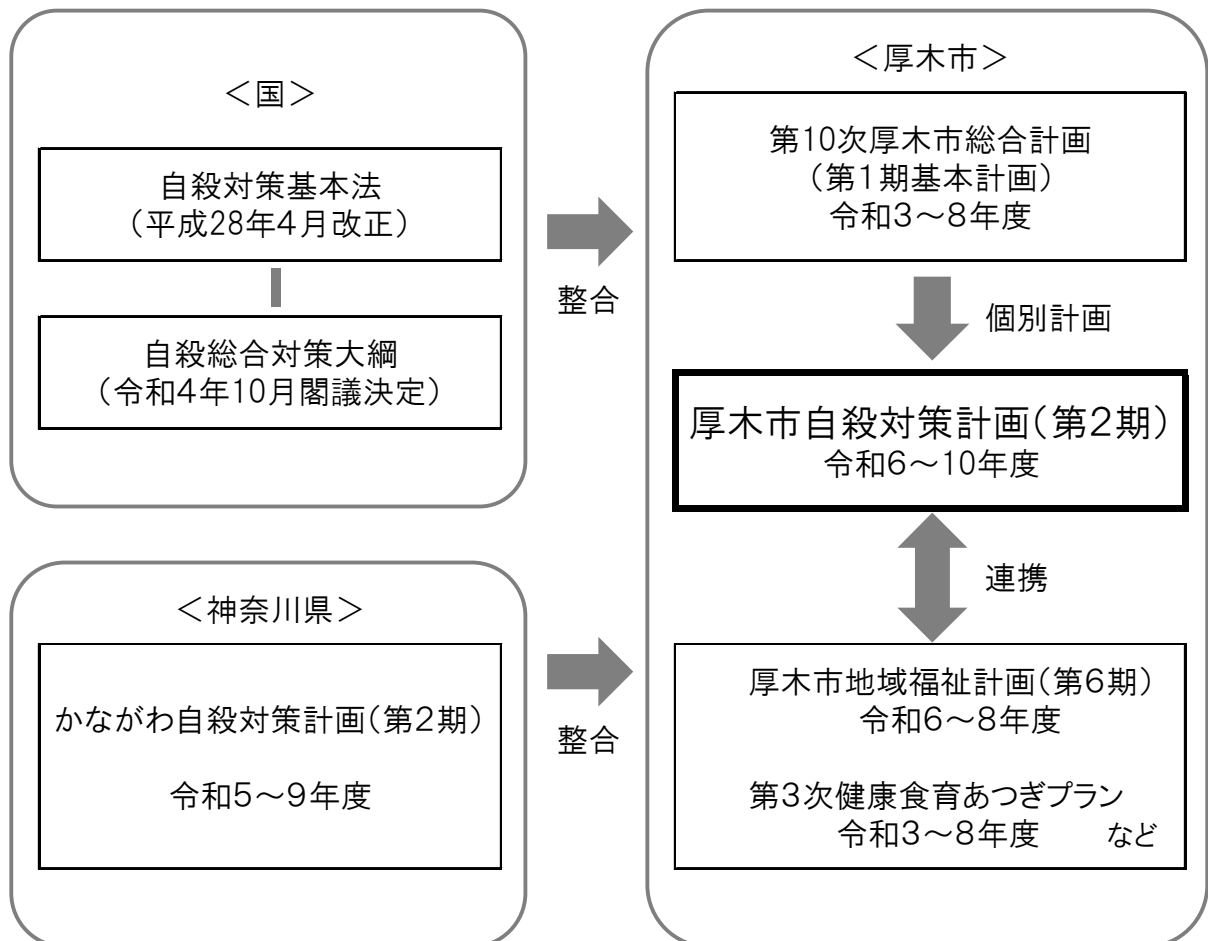 ＜国＞
自殺対策基本法
（平成28年4月改正）
自殺総合対策大綱
（令和4年10月閣議決定）
整合
＜神奈川県＞
かながわ自殺対策計画（第2期）
令和5～9年度
整合
＜厚木市＞
第10次厚木市総合計画
（第1期基本計画）
令和3～8年度
個別計画
厚木市自殺対策計画（第2期）
令和6～10年度
連携
厚木市地域福祉計画（第6期）
令和6～8年度
第3次健康食育あつぎプラン
令和3～8年度　など